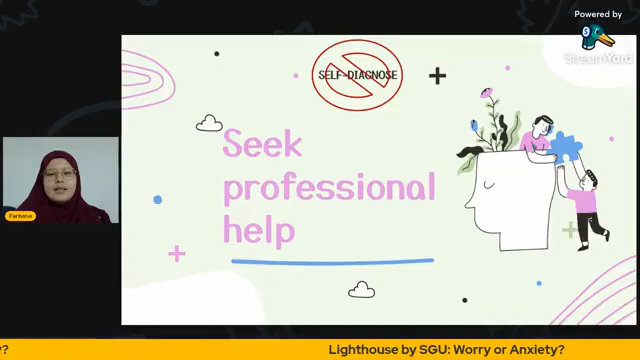 Powered by
S
StreamYard
SELF-DIAGNOSE
Seek
professional
help
Farhana
y?
Lighthouse by SGU: Worry or Anxiety?